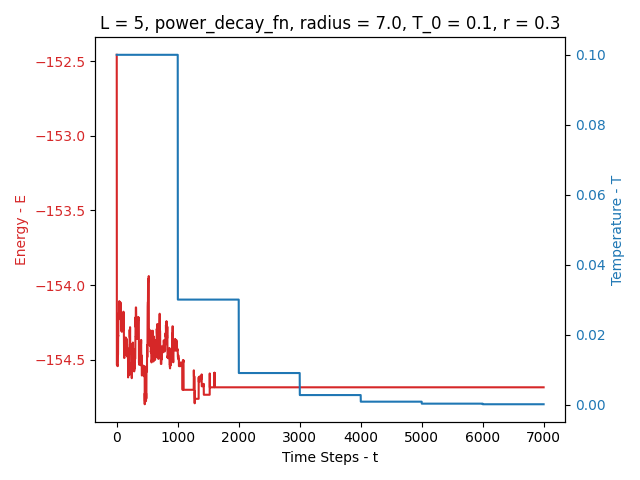 L = 5, power_decay_fn, radius = 7.0, T_0 = 0.1, r = 0.3
−152.5
−153.0
−153.5
−154.0
−154.5
Energy - E
0.10
0.08
0.06
0.04
0.02
0.00
Temperature - T
0 1000 2000 3000 4000 5000 6000 7000
Time Steps - t